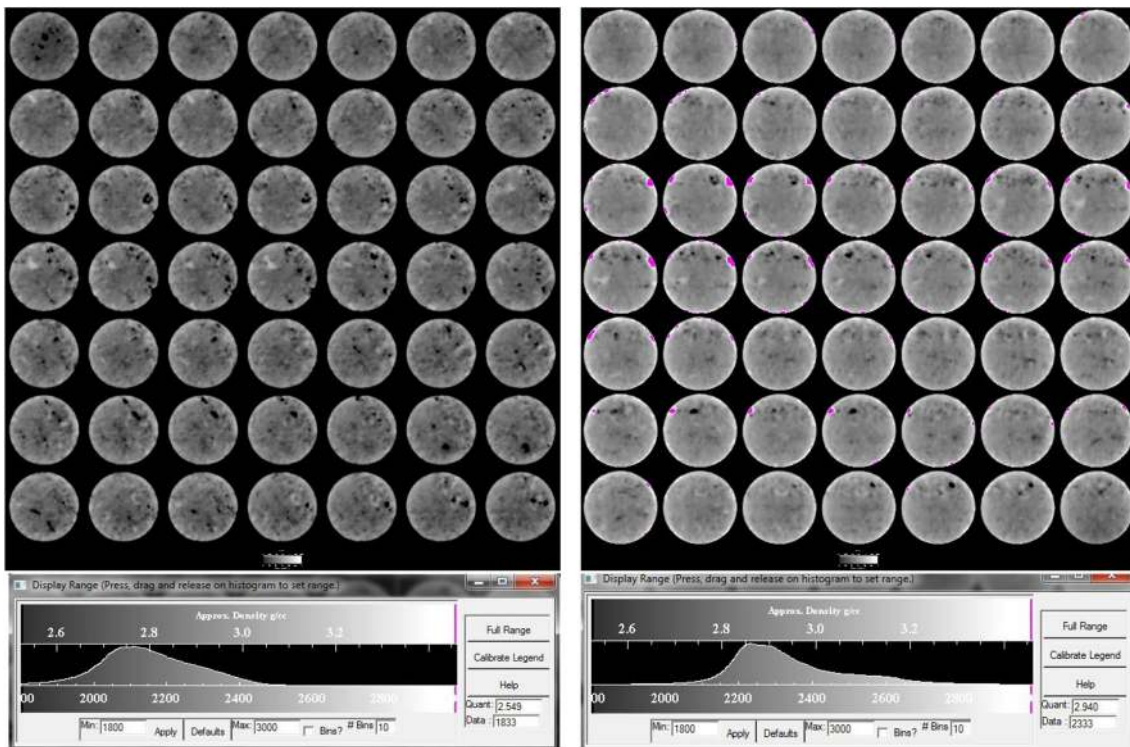 Display Range (Press, drag and release on histogram to set range.)
Approx. Density g/cc
2.6 2.8 3.0 3.2
Full Range
Calibrate Legend
Help
00 2000 2200 2400 2600 2800
Quant: 2.549
Data : 1833
Min: 1800 Apply Defaults Max: 3000 Bins? # Bins 10
Display Range (Press, drag and release on histogram to set range.)
Approx. Density g/cc
2.6 2.8 3.0 3.2
Full Range
Calibrate Legend
Help
00 2000 2200 2400 2600 2800
Quant: 2.940
Data : 2333
Min: 1800 Apply Defaults Max: 3000 Bins? # Bins 10